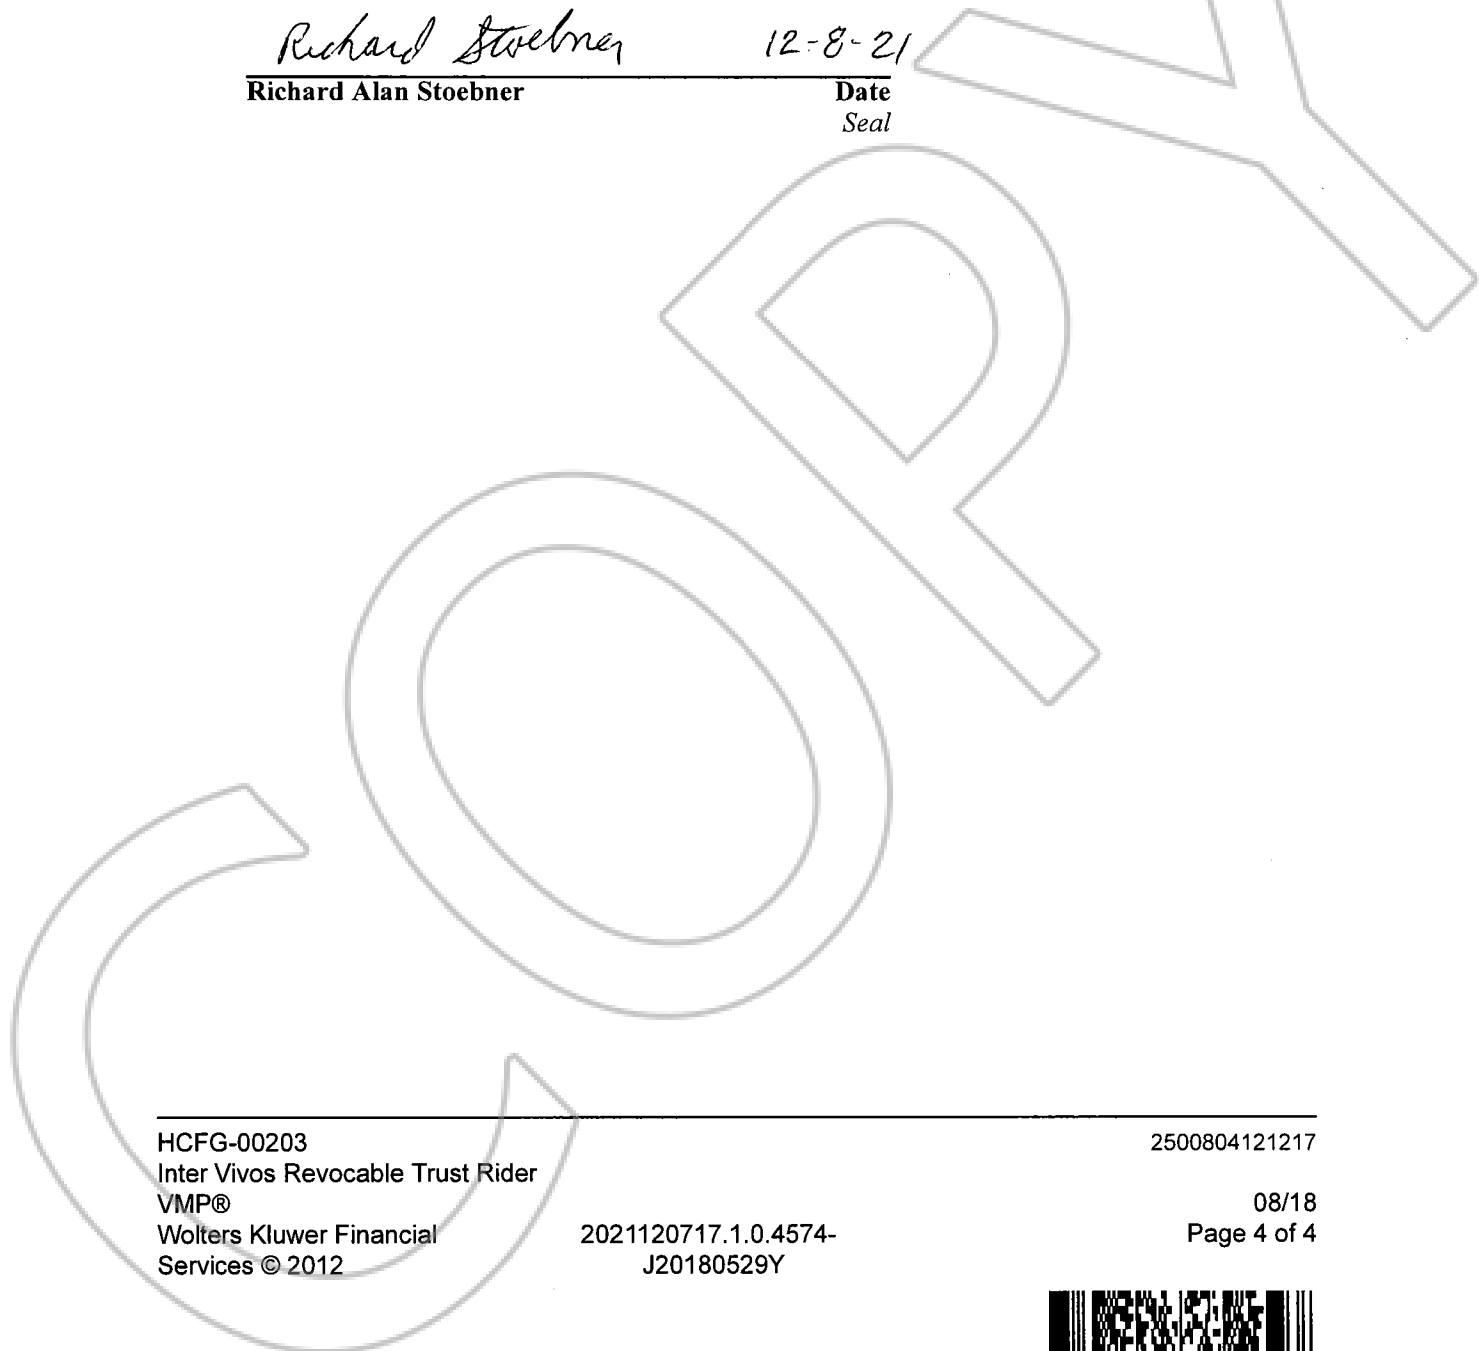 Richard Stoebner 12-8-21
Richard Alan Stoebner Date
Seal
COPY
HCFG-00203 2500804121217
Inter Vivos Revocable Trust Rider
VMP® 08/18
Wolters Kluwer Financial 2021120717.1.0.4574- Page 4 of 4
Services © 2012 J20180529Y